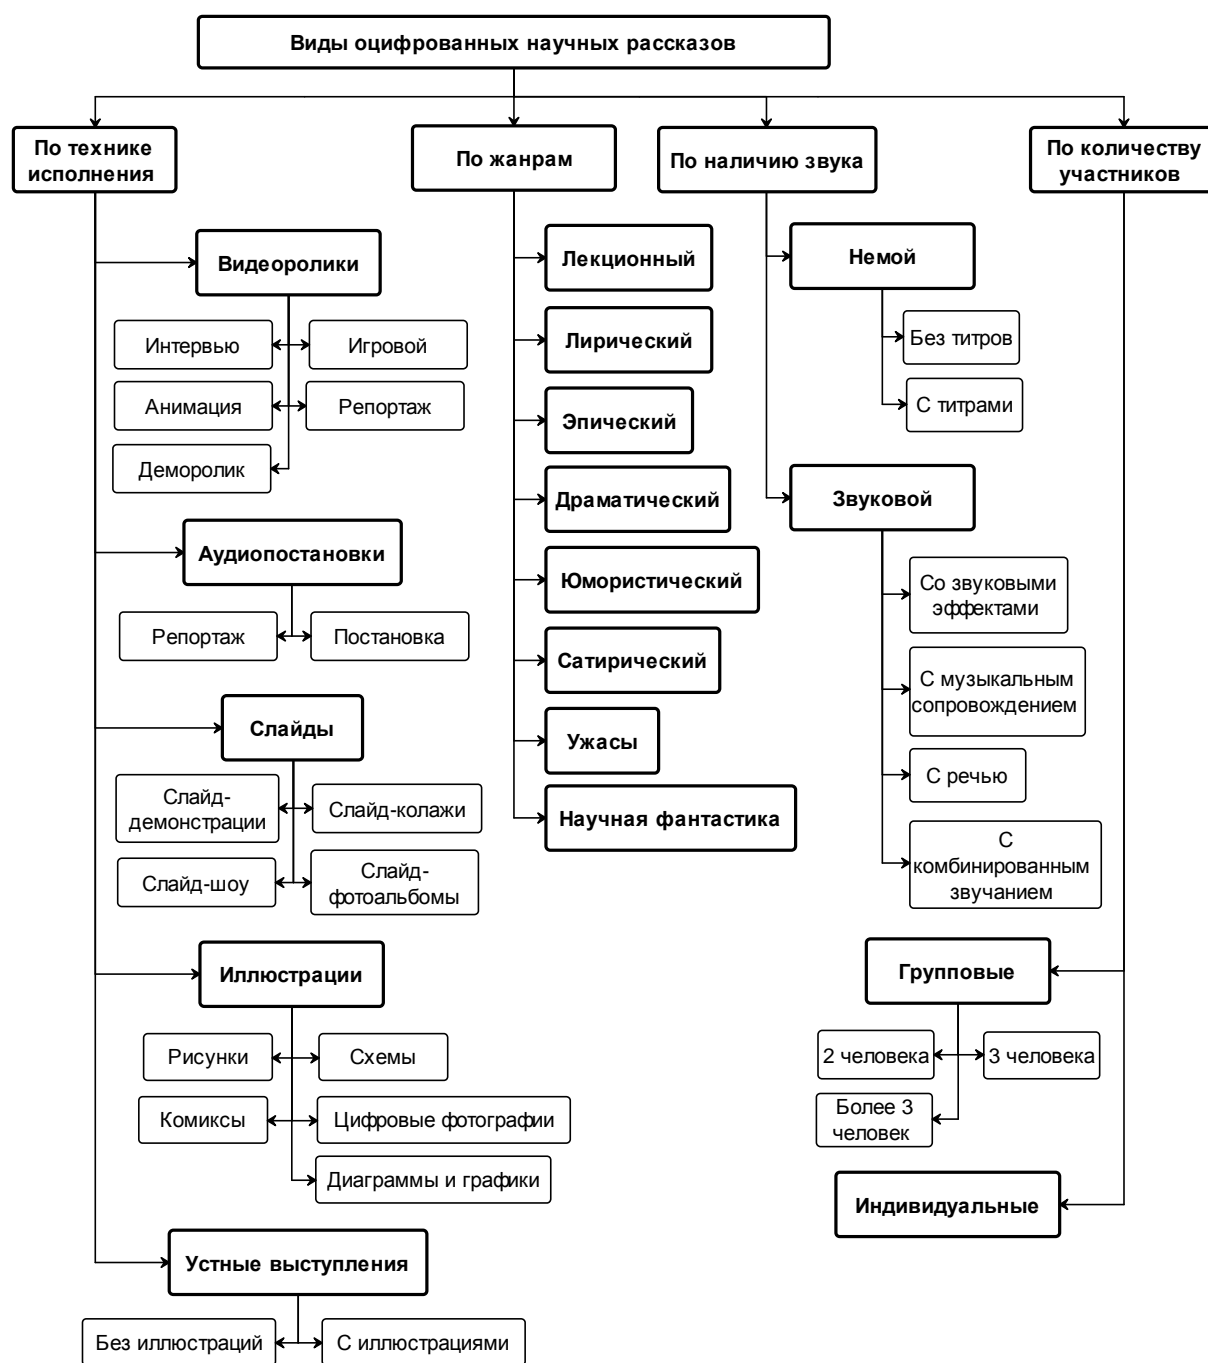 Виды оцифрованных научных рассказов
По технике
исполнения
По жанрам
По наличию звука
По количеству
участников
Видеоролики
Интервью
Игровой
Анимация
Репортаж
Деморолик
Аудиопостановки
Репортаж
Постановка
Слайды
Слайд-
демонстрации
Слайд-колажи
Слайд-шоу
Слайд-
фотоальбомы
Иллюстрации
Рисунки
Схемы
Комиксы
Цифровые фотографии
Диаграммы и графики
Устные выступления
Без иллюстраций
С иллюстрациями
Лекционный
Лирический
Эпический
Драматический
Юмористический
Сатирический
Ужасы
Научная фантастика
Немой
Без титров
С титрами
Звуковой
Со звуковыми
эффектами
С музыкальным
сопровождением
С речью
С
комбинированным
звучанием
Групповые
2 человека
3 человека
Более 3
человек
Индивидуальные